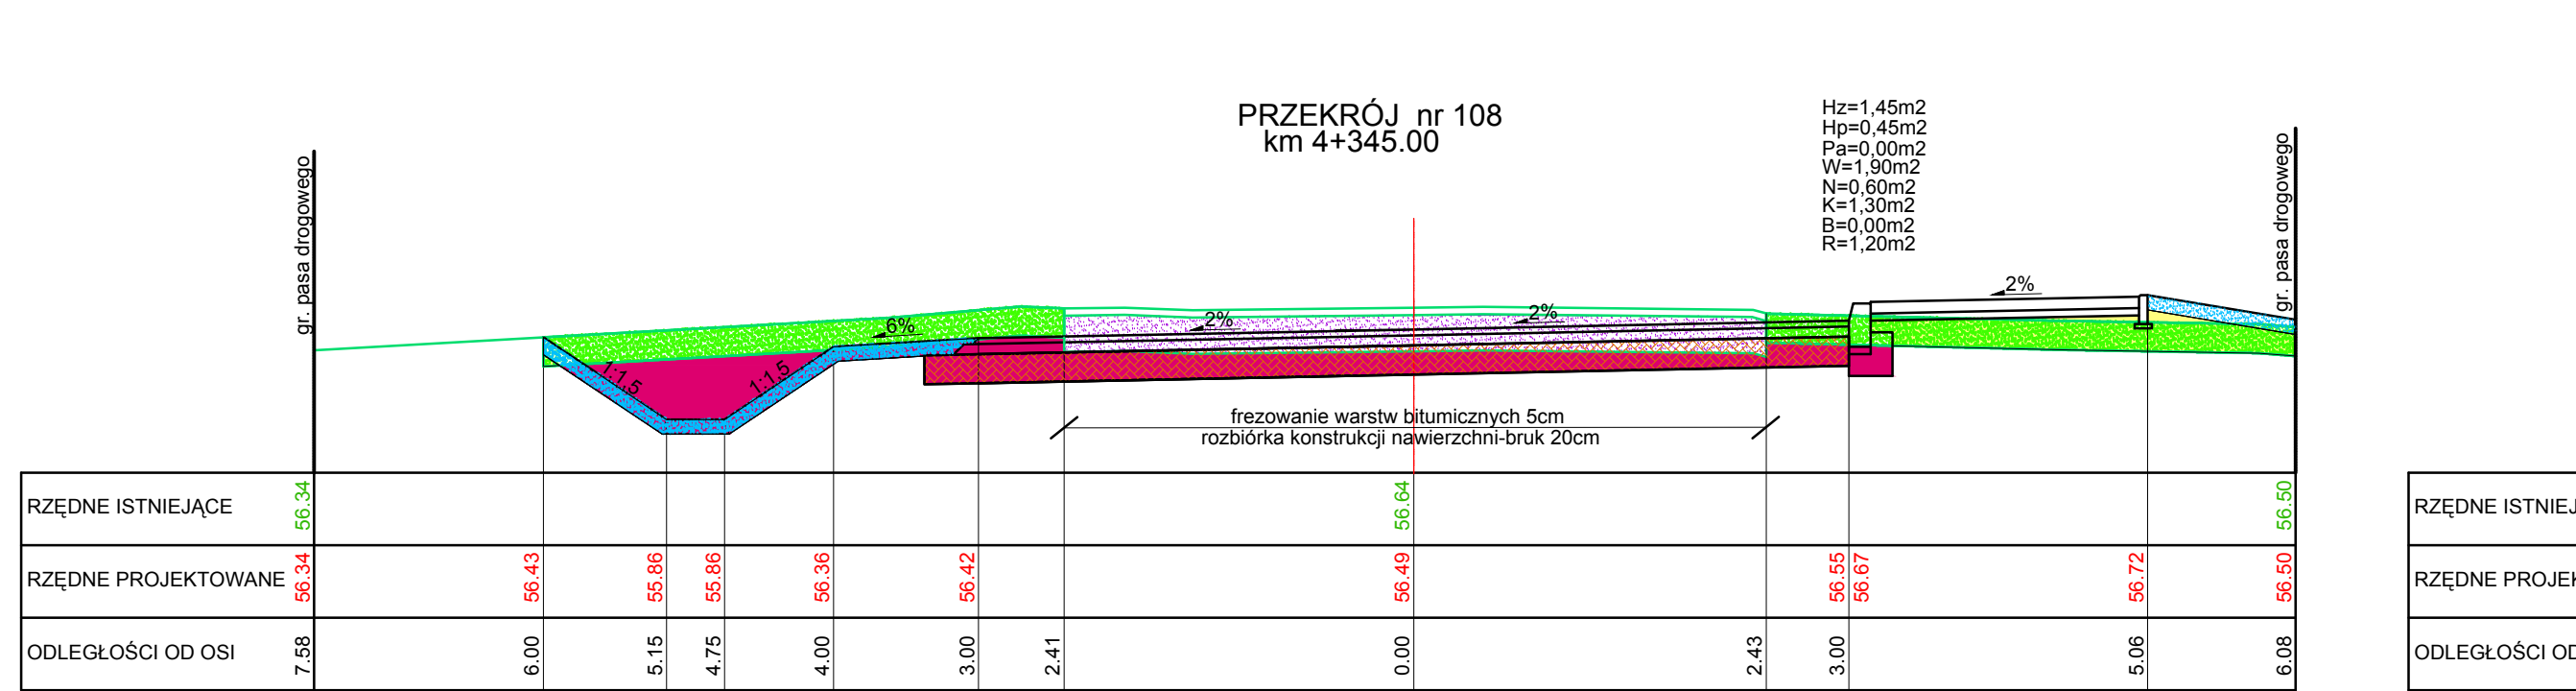 PRZEKRÓJ nr 108
km 4+345.00
Hz=1,45m2
Hp=0,45m2
Pa=0,00m2
W=1,90m2
N=0,60m2
K=1,30m2
B=0,00m2
R=1,20m2
gr. pasa drogowego
gr. pasa drogowego
1:1,5
1:1,5
6%
2%
2%
2%
frezowanie warstw bitumicznych 5cm
rozbiórka konstrukcji nawierzchni-bruk 20cm
RZĘDNE ISTNIEJĄCE 56.34 56.64 56.50
RZĘDNE PROJEKTOWANE 56.34 56.43 55.86 55.86 56.36 56.42 56.49 56.55 56.67 56.72 56.50
ODLEGŁOŚCI OD OSI 7.58 6.00 5.15 4.75 4.00 3.00 2.41 0.00 2.43 3.00 5.06 6.08
RZĘDNE ISTNIEJ
RZĘDNE PROJEK
ODLEGŁOŚCI OD